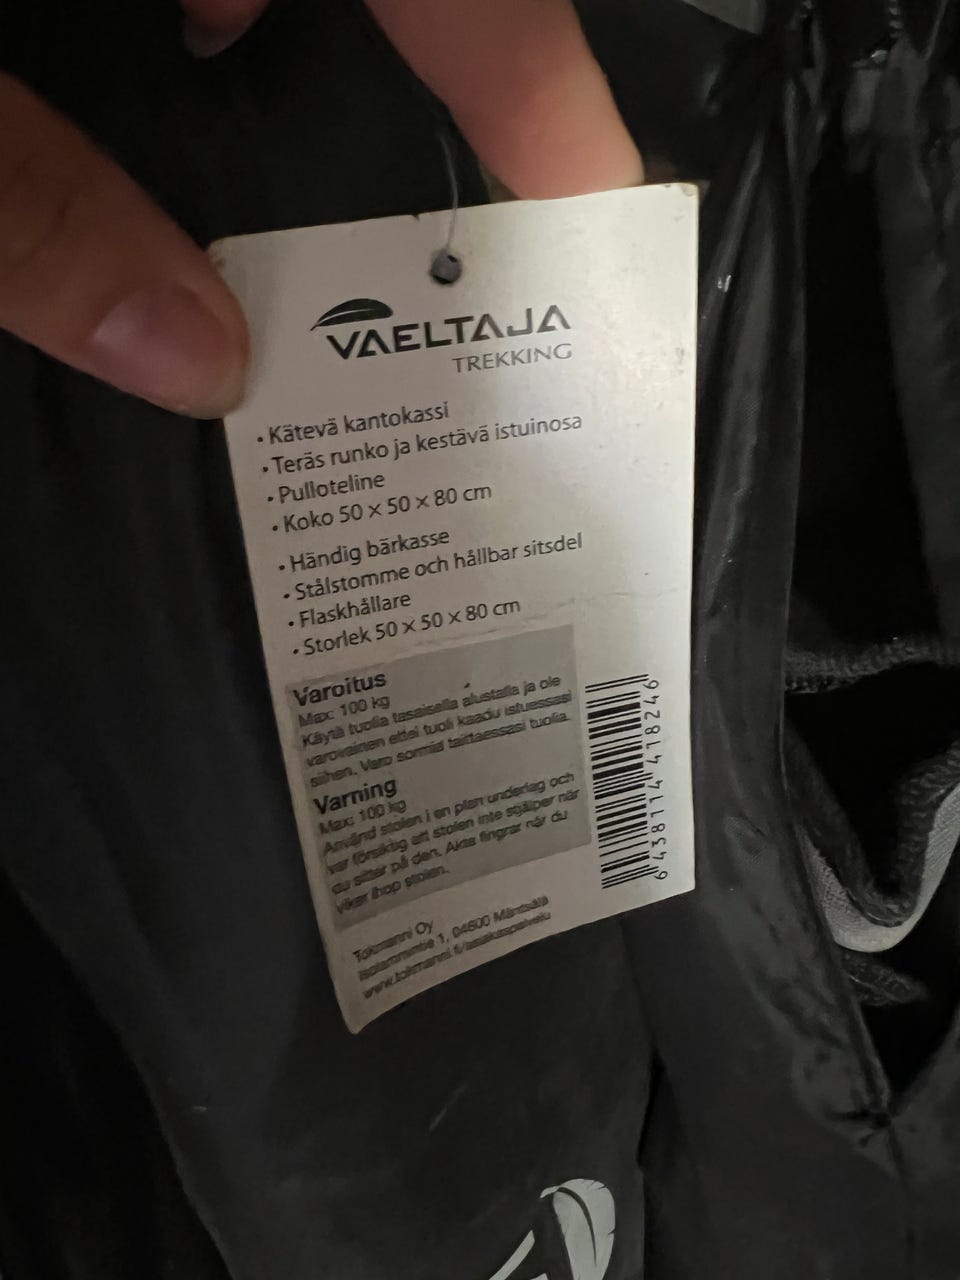 VAELTAJA
TREKKING
• Kätevä kantokassi
• Teräs runko ja kestävä istuinosa
• Pulloteline
• Koko 50 x 50 x 80 cm
• Händig bärkasse
• Stålstomme och hållbar sitsdel
• Flaskhållare
• Storlek 50 x 50 x 80 cm
Varoitus
Max: 100 kg
Käytä tuolia tasaisella alustalla ja ole
varovainen ettei tuoli kaadu istuessasi
siihen. Varo sormia taittaessasi tuolia.
Varning
Max: 100 kg
Använd stolen i en plan underlag och
var försiktig att stolen inte stjälper när
du sitter på den. Akta fingrar når du
viker ihop stolen.
Tokmanni Oy
Isolammintie 1, 04600 Mäntsälä
www.tokmanni.fi/asiakaspalvelu
6 438114 418246